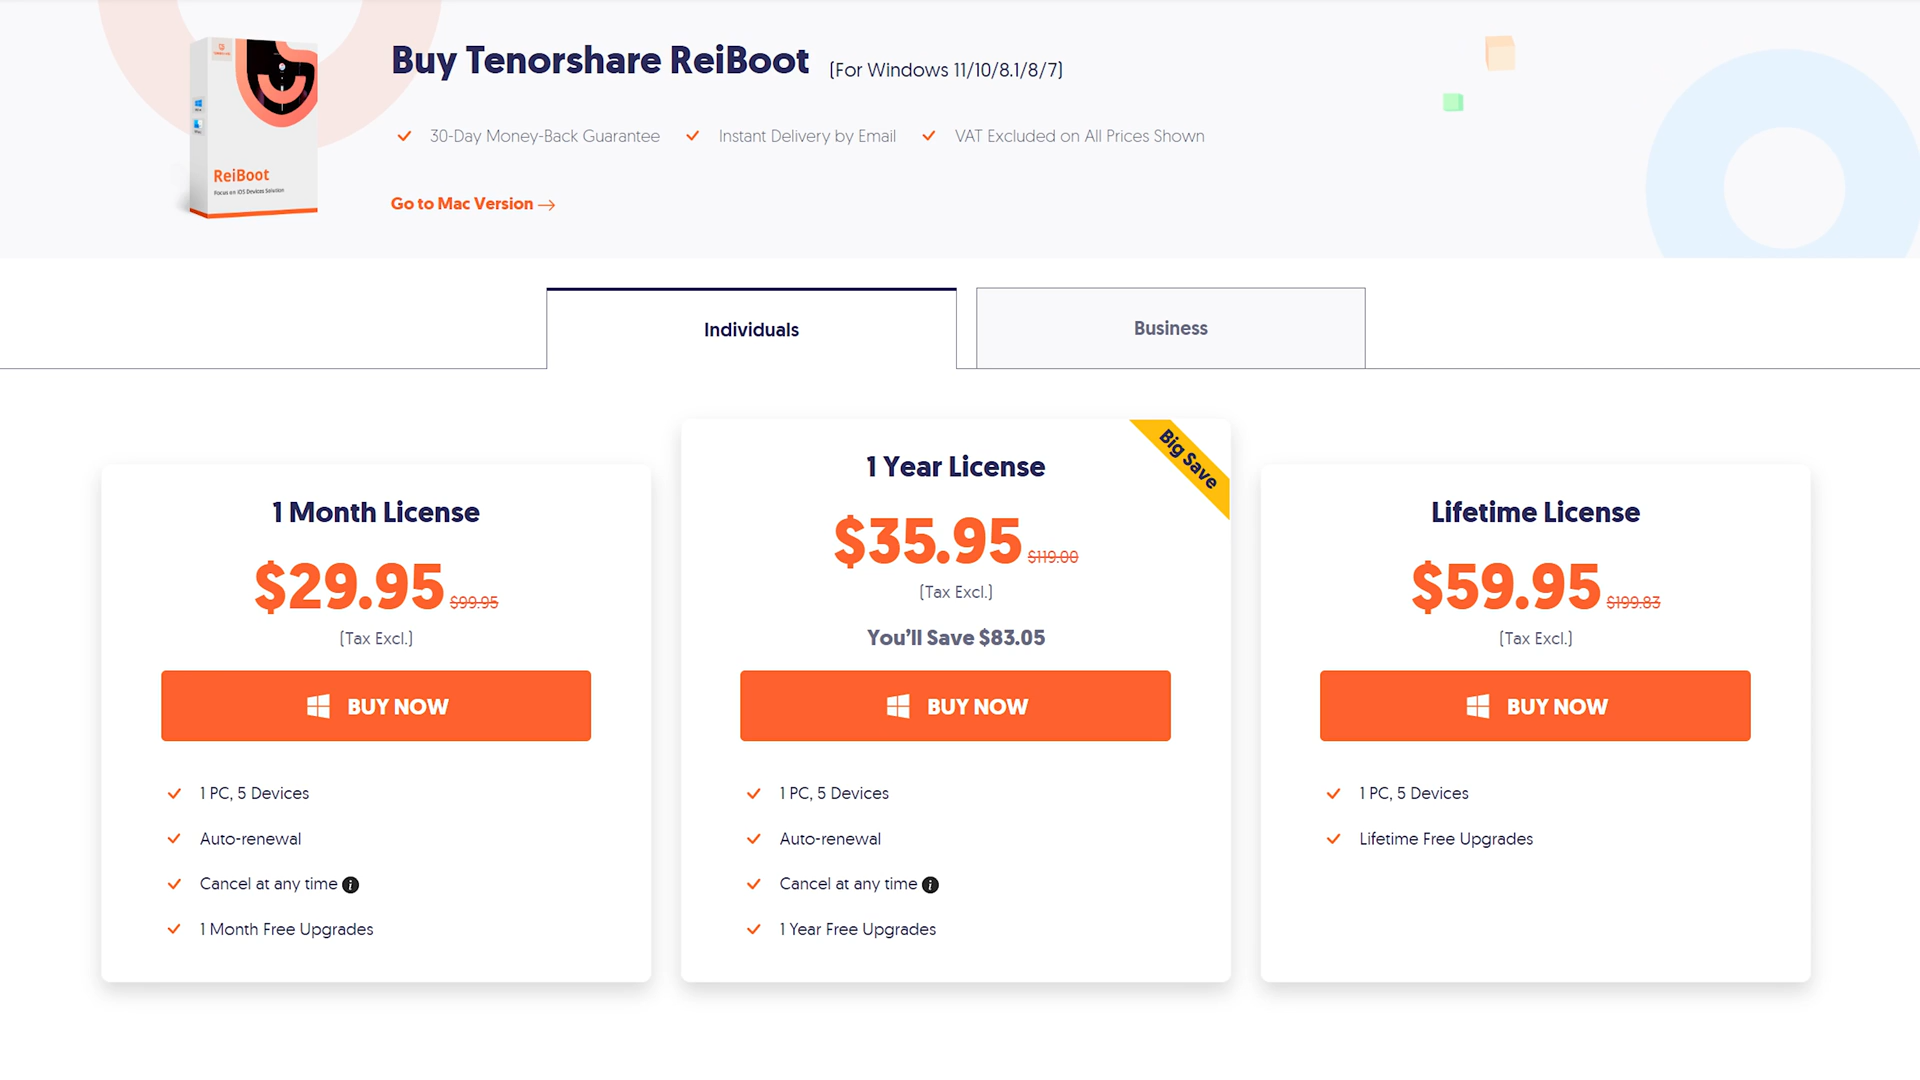 Buy Tenorshare ReiBoot (For Windows 11/10/8.1/8/7)
30-Day Money-Back Guarantee Instant Delivery by Email VAT Excluded on All Prices Shown
ReiBoot
Focus on iOS Devices Solution
Go to Mac Version
Individuals
Business
1 Month License
$29.95 $99.95
(Tax Excl.)
BUY NOW
1 PC, 5 Devices
Auto-renewal
Cancel at any time
1 Month Free Upgrades
Big Save
1 Year License
$35.95 $119.00
(Tax Excl.)
You'll Save $83.05
BUY NOW
1 PC, 5 Devices
Auto-renewal
Cancel at any time
1 Year Free Upgrades
Lifetime License
$59.95 $199.83
(Tax Excl.)
BUY NOW
1 PC, 5 Devices
Lifetime Free Upgrades